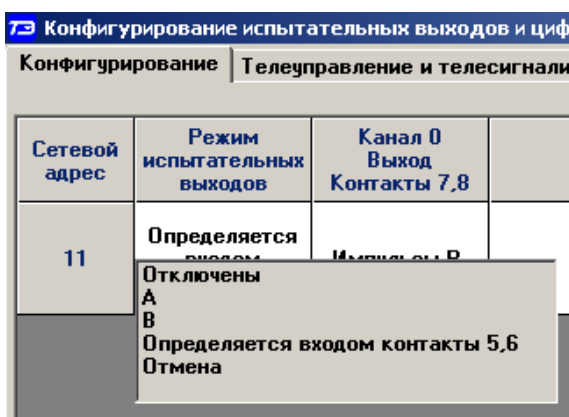 ТЭ Конфигурирование испытательных выходов и циф
Конфигурирование Телеуправление и телесигнали
Сетевой адрес
Режим испытательных выходов
Канал 0 Выход Контакты 7,8
11
Определяется
Отключены
А
В
Определяется входом контакты 5,6
Отмена